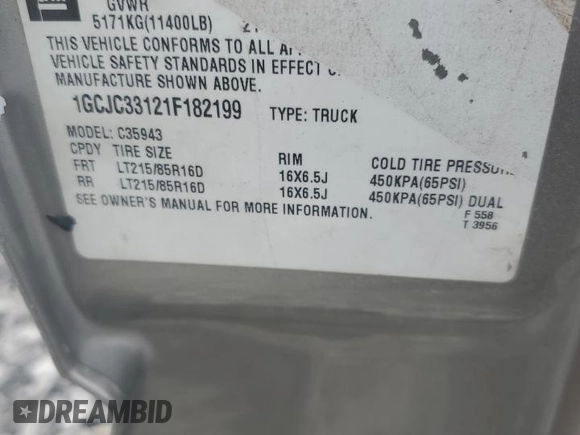 GVWR
5171KG(11400LB)
THIS VEHICLE CONFORMS TO ALL
VEHICLE SAFETY STANDARDS IN EFFECT
MANUFACTURE SHOWN ABOVE.
1GCJC33121F182199 TYPE: TRUCK
MODEL: C35943
CPDY TIRE SIZE RIM COLD TIRE PRESSURE
FRT LT215/85R16D 16X6.5J 450KPA(65PSI)
RR LT215/85R16D 16X6.5J 450KPA(65PSI) DUAL
SEE OWNER'S MANUAL FOR MORE INFORMATION.
F 558
T 3956
DREAMBID